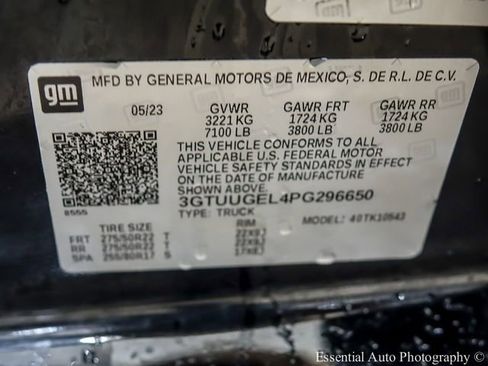 gm MFD BY GENERAL MOTORS DE MEXICO, S. DE R.L. DE C.V.
05/23 GVWR GAWR FRT GAWR RR
3221 KG 1724 KG 1724 KG
7100 LB 3800 LB 3800 LB
THIS VEHICLE CONFORMS TO ALL
APPLICABLE U.S. FEDERAL MOTOR
VEHICLE SAFETY STANDARDS IN EFFECT
ON THE DATE OF MANUFACTURE
SHOWN ABOVE.
3GTUUGEL4PG296650
TYPE: TRUCK MODEL: 40TK10543
TIRE SIZE RIM
FRT 275/50R22 T 22X9J
RR 275/50R22 T 22X9J
SPA 255/80R17 S 17X8J
Essential Auto Photography ©